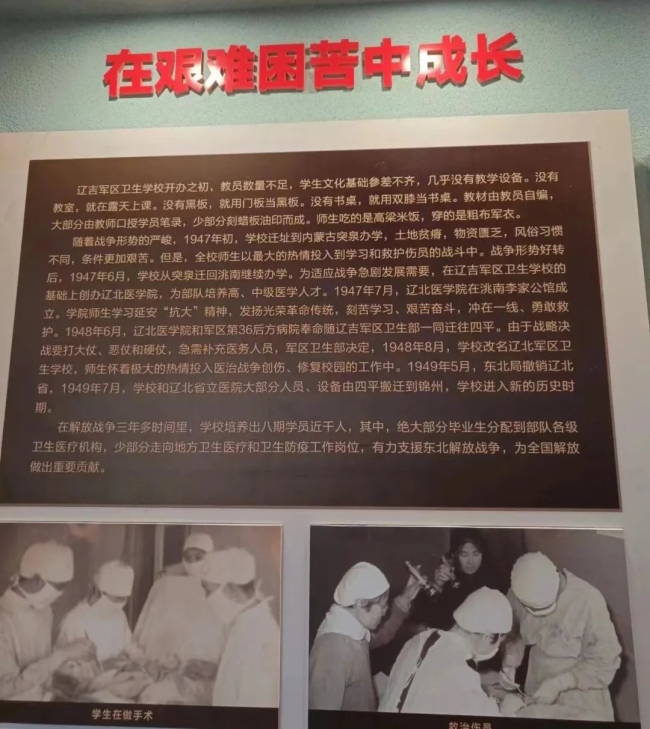 在艰难困苦中成长
辽吉军区卫生学校开办之初，教员数量不足，学生文化基础参差不齐，几乎没有教学设备。没有
教室，就在露天上课。没有黑板，就用门板当黑板。没有书桌，就用双膝当书桌。教材由教员自编，
大部分由教师口授学员笔录，少部分刻蜡板油印而成。师生吃的是高粱米饭，穿的是粗布军衣。
随着战争形势的严峻，1947年初，学校迁址到内蒙古突泉办学，土地贫瘠，物资匮乏，风俗习惯
不同，条件更加艰苦。但是，全校师生以最大的热情投入到学习和救护伤员的战斗中。战争形势好转
后，1947年6月，学校从突泉迁回洮南继续办学。为适应战争急剧发展需要，在辽吉军区卫生学校的
基础上创办辽北医学院，为部队培养高、中级医学人才。1947年7月，辽北医学院在洮南李家公馆成
立。学院师生学习延安“抗大”精神，发扬光荣革命传统，刻苦学习、艰苦奋斗，冲在一线、勇敢救
护。1948年6月，辽北医学院和军区第36后方病院奉命随辽吉军区卫生部一同迁往四平。由于战略决
战要打大仗、恶仗和硬仗，急需补充医务人员，军区卫生部决定，1948年8月，学校改名辽北军区卫
生学校，师生怀着极大的热情投入医治战争创伤、修复校园的工作中。1949年5月，东北局撤销辽北
省，1949年7月，学校和辽北省立医院大部分人员、设备由四平搬迁到锦州，学校进入新的历史时
期。
在解放战争三年多时间里，学校培养出八期学员近千人，其中，绝大部分毕业生分配到部队各级
卫生医疗机构，少部分走向地方卫生医疗和卫生防疫工作岗位，有力支援东北解放战争，为全国解放
做出重要贡献。
学生在做手术
救治伤员